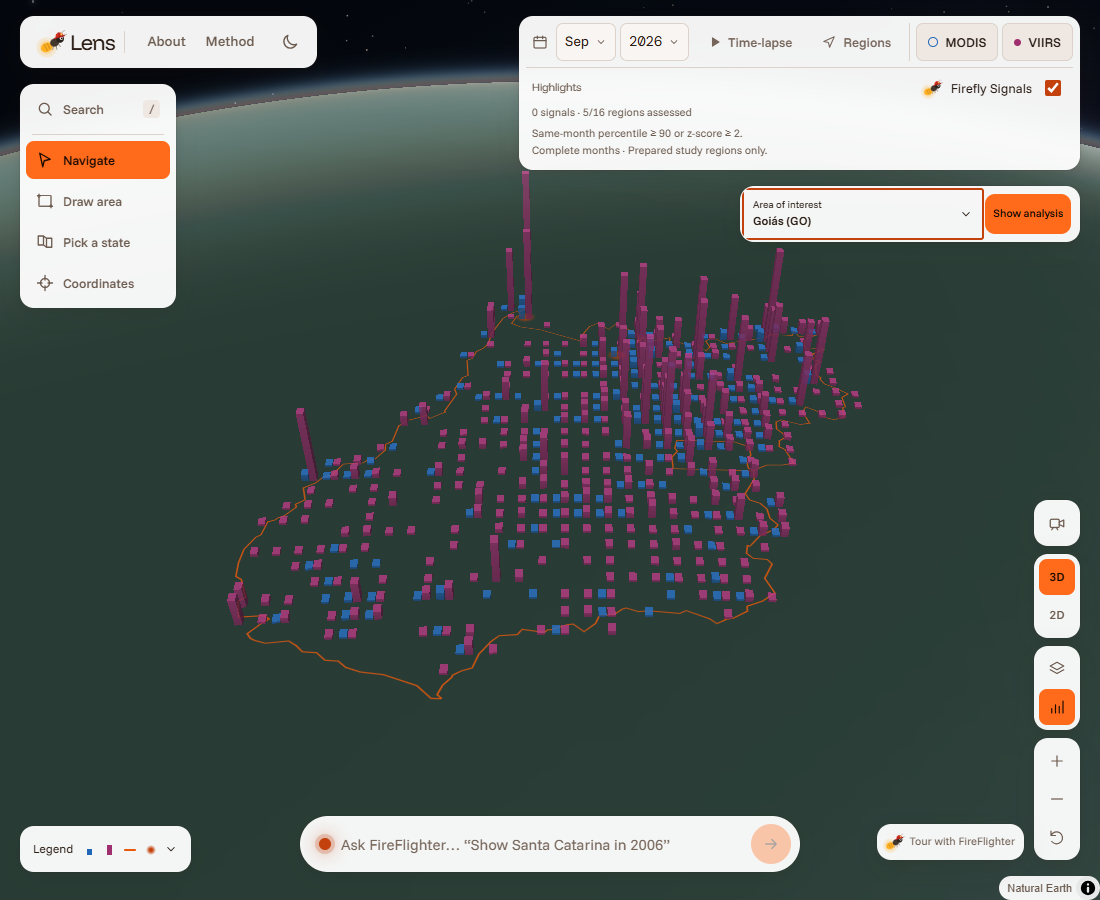 Lens
About
Method
Sep
2026
Time-lapse
Regions
MODIS
VIIRS
Highlights
Firefly Signals
0 signals · 5/16 regions assessed
Same-month percentile ≥ 90 or z-score ≥ 2.
Complete months · Prepared study regions only.
Search
/
Navigate
Draw area
Pick a state
Coordinates
Area of interest
Goiás (GO)
Show analysis
3D
2D
Legend
Ask FireFlighter... “Show Santa Catarina in 2006”
Tour with FireFlighter
Natural Earth